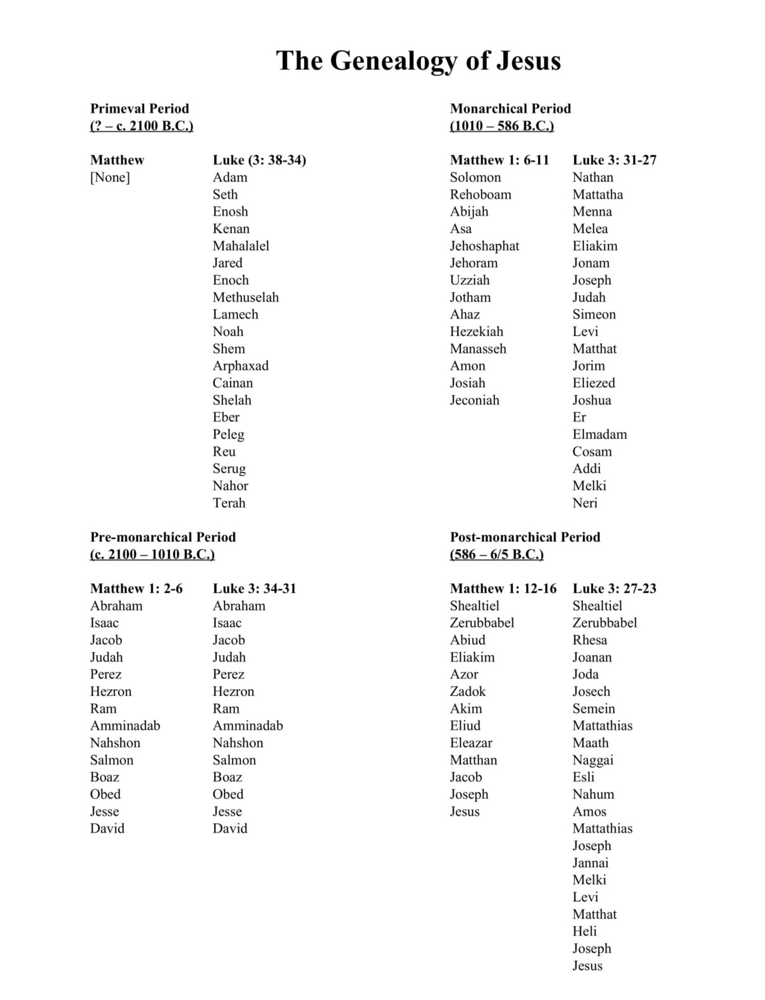 The Genealogy of Jesus
Primeval Period
(? – c. 2100 B.C.)
Matthew Luke (3: 38-34)
[None] Adam
Seth
Enosh
Kenan
Mahalalel
Jared
Enoch
Methuselah
Lamech
Noah
Shem
Arphaxad
Cainan
Shelah
Eber
Peleg
Reu
Serug
Nahor
Terah
Pre-monarchical Period
(c. 2100 – 1010 B.C.)
Matthew 1: 2-6 Luke 3: 34-31
Abraham Abraham
Isaac Isaac
Jacob Jacob
Judah Judah
Perez Perez
Hezron Hezron
Ram Ram
Amminadab Amminadab
Nahshon Nahshon
Salmon Salmon
Boaz Boaz
Obed Obed
Jesse Jesse
David David
Monarchical Period
(1010 – 586 B.C.)
Matthew 1: 6-11 Luke 3: 31-27
Solomon Nathan
Rehoboam Mattatha
Abijah Menna
Asa Melea
Jehoshaphat Eliakim
Jehoram Jonam
Uzziah Joseph
Jotham Judah
Ahaz Simeon
Hezekiah Levi
Manasseh Matthat
Amon Jorim
Josiah Eliezed
Jeconiah Joshua
Er
Elmadam
Cosam
Addi
Melki
Neri
Post-monarchical Period
(586 – 6/5 B.C.)
Matthew 1: 12-16 Luke 3: 27-23
Shealtiel Shealtiel
Zerubbabel Zerubbabel
Abiud Rhesa
Eliakim Joanan
Azor Joda
Zadok Josech
Akim Semein
Eliud Mattathias
Eleazar Maath
Matthan Naggai
Jacob Esli
Joseph Nahum
Jesus Amos
Mattathias
Joseph
Jannai
Melki
Levi
Matthat
Heli
Joseph
Jesus